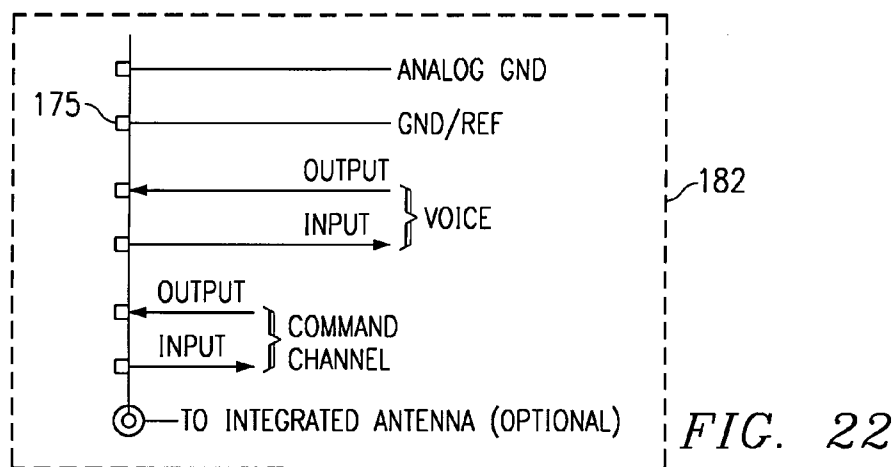 ANALOG GND
175
GND/REF
OUTPUT
182
INPUT
VOICE
OUTPUT
COMMAND
CHANNEL
INPUT
TO INTEGRATED ANTENNA (OPTIONAL)
FIG. 22